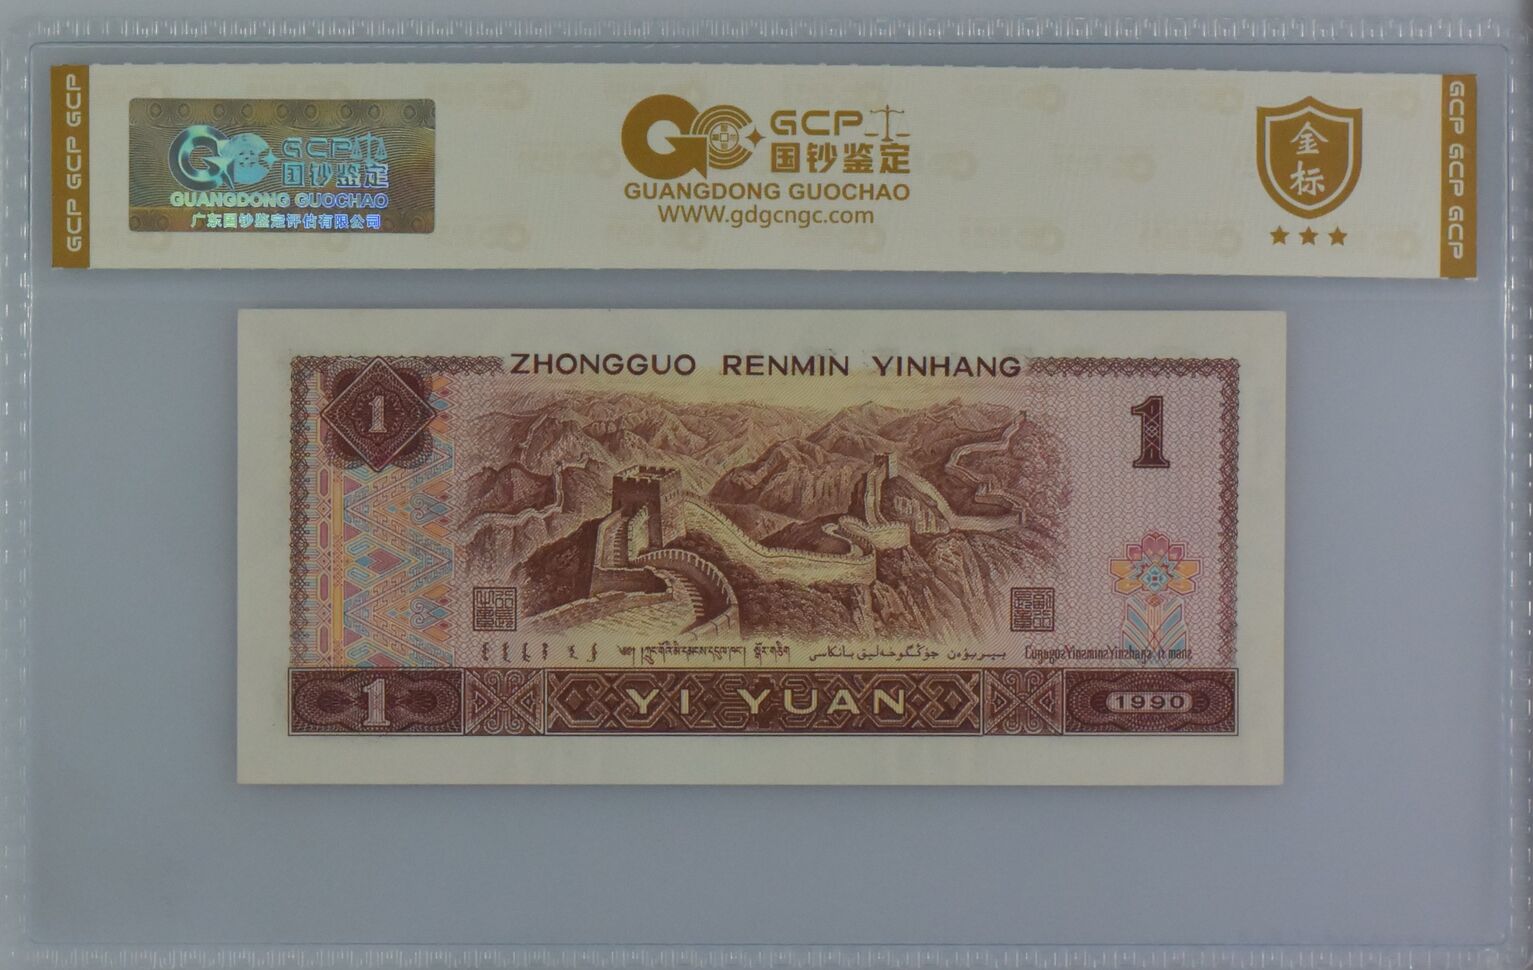 GCP GCP GCP
GCP
国钞鉴定
GUANGDONG GUOCHAO
广东国钞鉴定评估有限公司
GCP
国钞鉴定
GUANGDONG GUOCHAO
WWW.gdgcngc.com
金标
GCP GCP GCP
ZHONGGUO RENMIN YINHANG
1
1
1
YI YUAN
1990